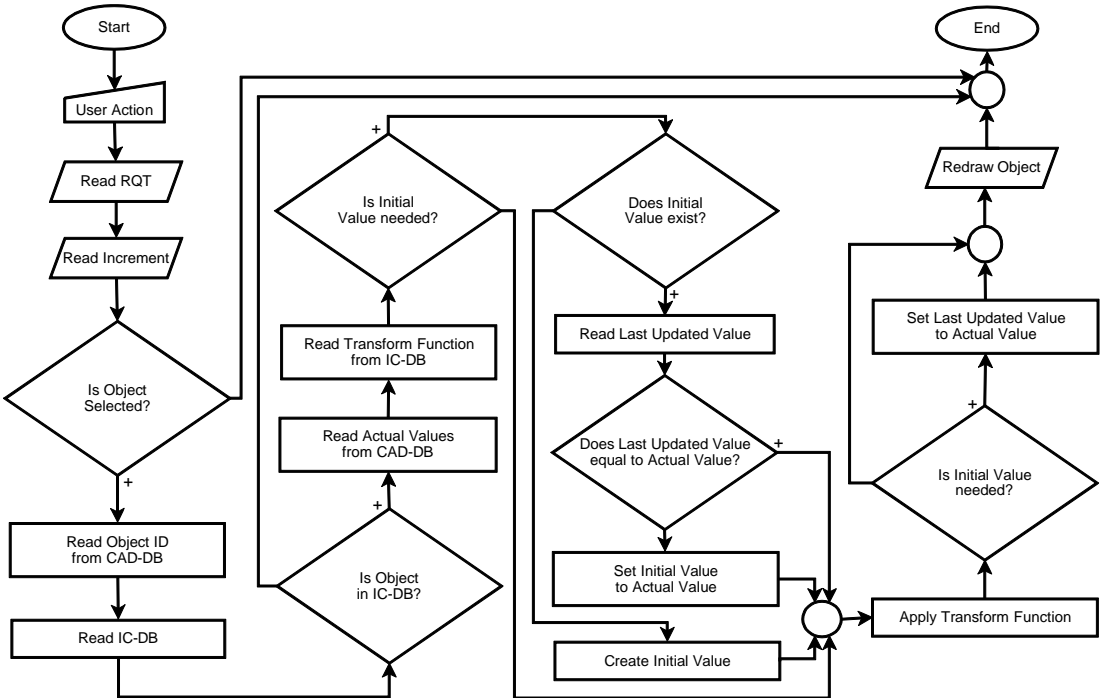 Start
User Action
Read RQT
Read Increment
Is Object
Selected?
+
Read Object ID
from CAD-DB
Read IC-DB
+
Is Initial
Value needed?
Read Transform Function
from IC-DB
Read Actual Values
from CAD-DB
+
Is Object
in IC-DB?
Does Initial
Value exist?
+
Read Last Updated Value
Does Last Updated Value
equal to Actual Value?
+
Set Initial Value
to Actual Value
Create Initial Value
End
Redraw Object
Set Last Updated Value
to Actual Value
+
Is Initial Value
needed?
Apply Transform Function